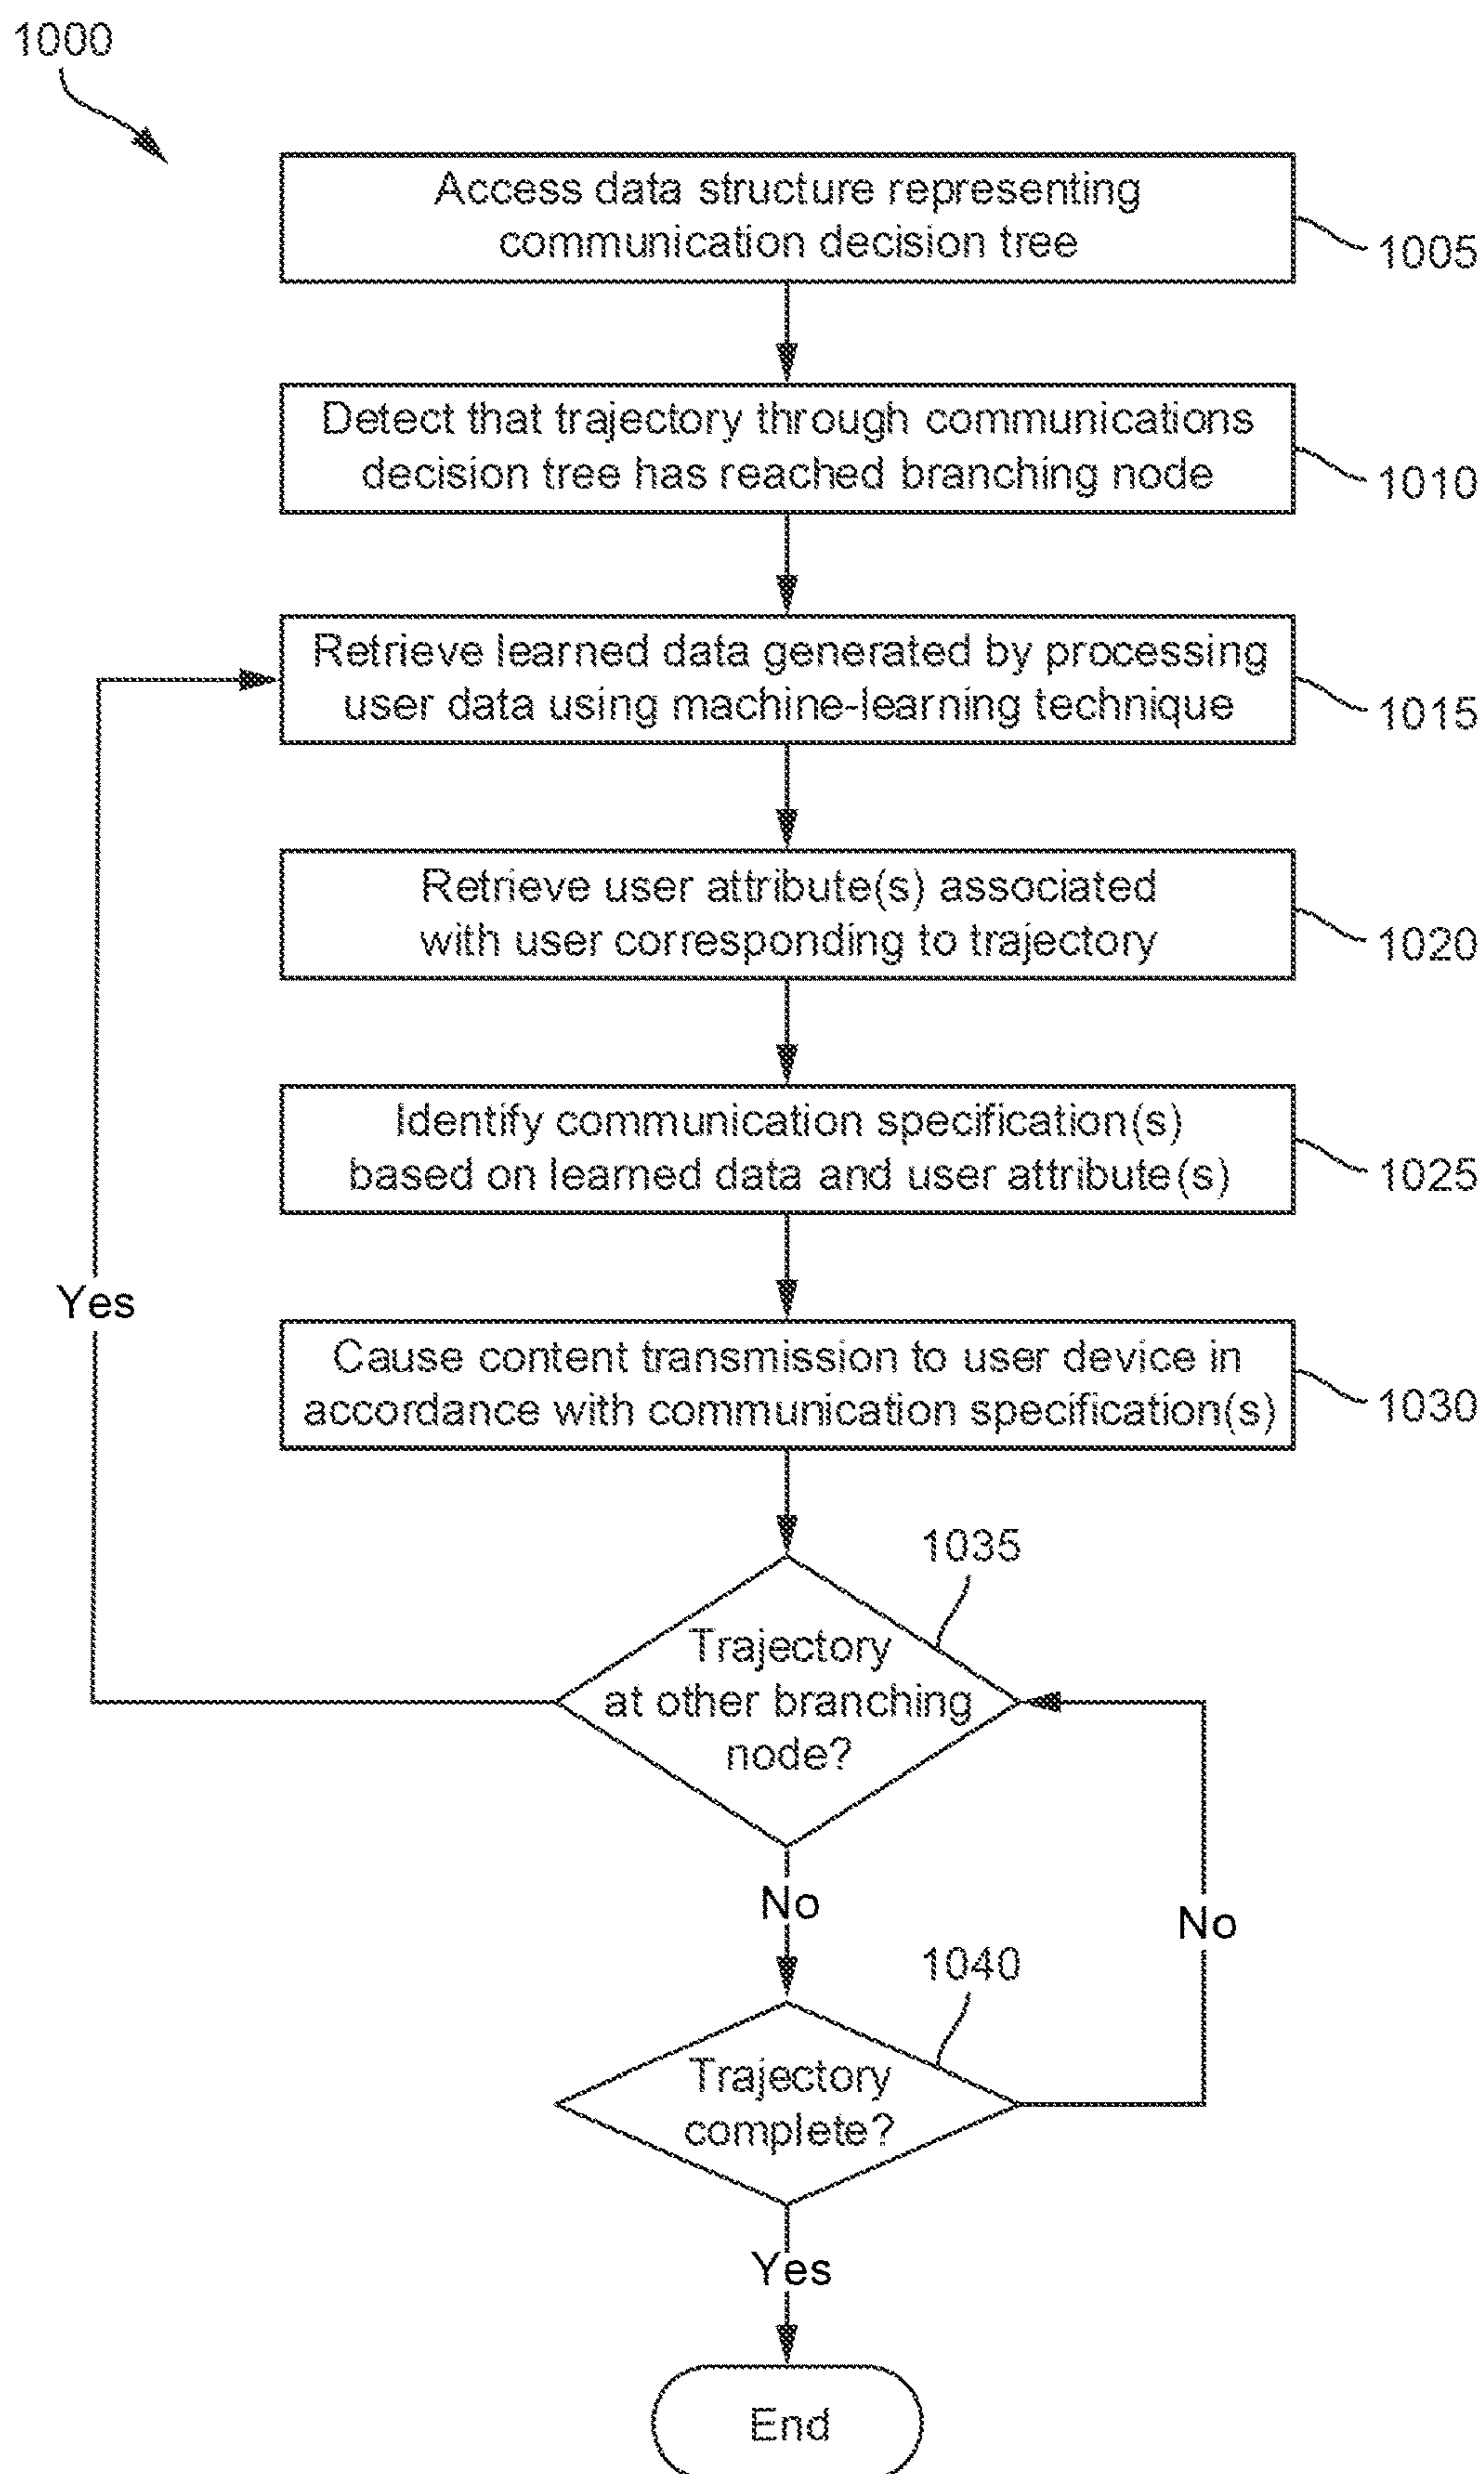 1000
Access data structure representing
communication decision tree
1005
Detect that trajectory through communications
decision tree has reached branching node
1010
Retrieve learned data generated by processing
user data using machine-learning technique
1015
Retrieve user attribute(s) associated
with user corresponding to trajectory
1020
Identify communication specification(s)
based on learned data and user attribute(s)
1025
Yes
Cause content transmission to user device in
accordance with communication specification(s)
1030
1035
Trajectory
at other branching
node?
No
No
1040
Trajectory
complete?
Yes
End